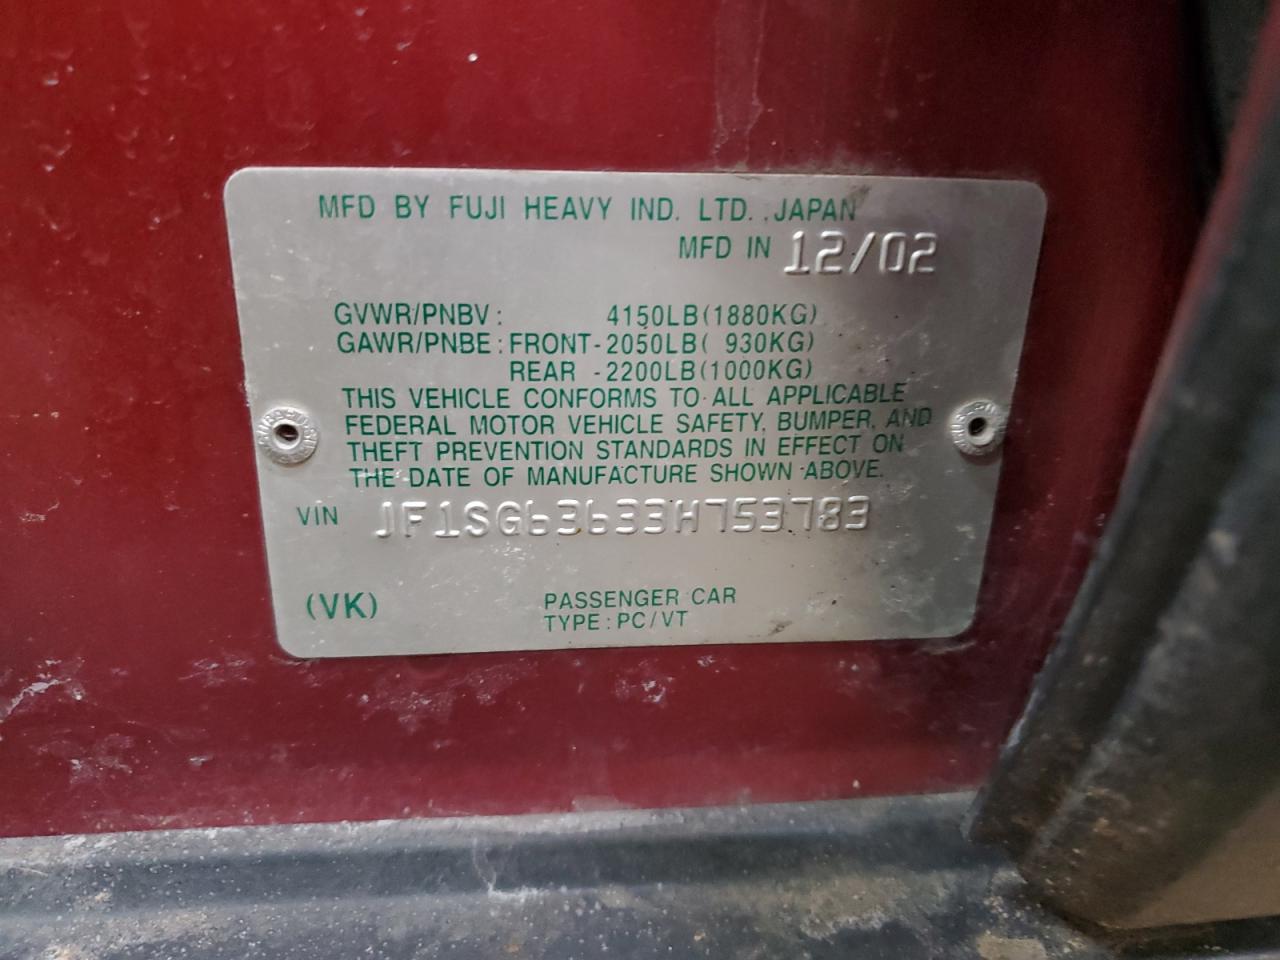 MFD BY FUJI HEAVY IND. LTD. JAPAN
MFD IN 12/02
GVWR/PNBV: 4150LB(1880KG)
GAWR/PNBE: FRONT-2050LB( 930KG)
REAR -2200LB(1000KG)
THIS VEHICLE CONFORMS TO ALL APPLICABLE
FEDERAL MOTOR VEHICLE SAFETY, BUMPER, AND
THEFT PREVENTION STANDARDS IN EFFECT ON
THE DATE OF MANUFACTURE SHOWN ABOVE.
VIN JF1SG63633H753783
(VK) PASSENGER CAR
TYPE: PC/VT